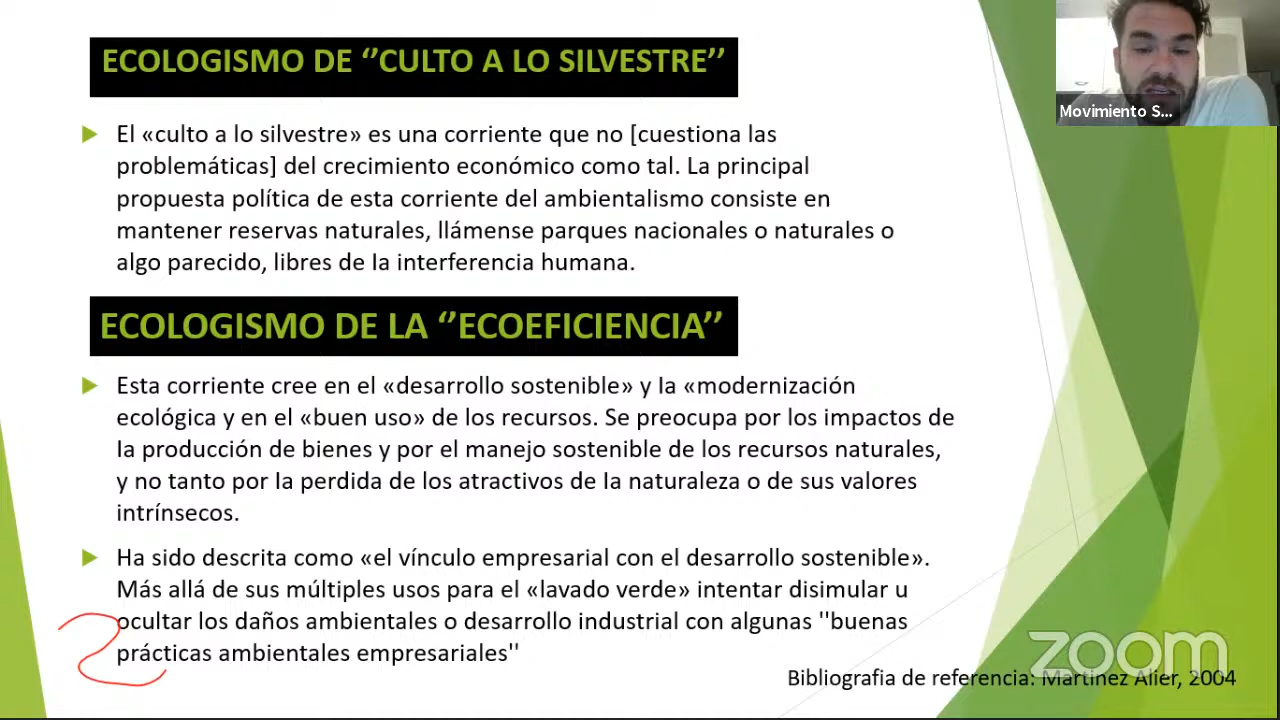 ECOLOGISMO DE ‘’CULTO A LO SILVESTRE’’
Movimiento S...
El «culto a lo silvestre» es una corriente que no [cuestiona las
problemáticas] del crecimiento económico como tal. La principal
propuesta política de esta corriente del ambientalismo consiste en
mantener reservas naturales, llámense parques nacionales o naturales o
algo parecido, libres de la interferencia humana.
ECOLOGISMO DE LA ‘’ECOEFICIENCIA’’
Esta corriente cree en el «desarrollo sostenible» y la «modernización
ecológica y en el «buen uso» de los recursos. Se preocupa por los impactos de
la producción de bienes y por el manejo sostenible de los recursos naturales,
y no tanto por la perdida de los atractivos de la naturaleza o de sus valores
intrínsecos.
Ha sido descrita como «el vínculo empresarial con el desarrollo sostenible».
Más allá de sus múltiples usos para el «lavado verde» intentar disimular u
ocultar los daños ambientales o desarrollo industrial con algunas ''buenas
prácticas ambientales empresariales''
zoom
Bibliografia de referencia: Martinez Alier, 2004